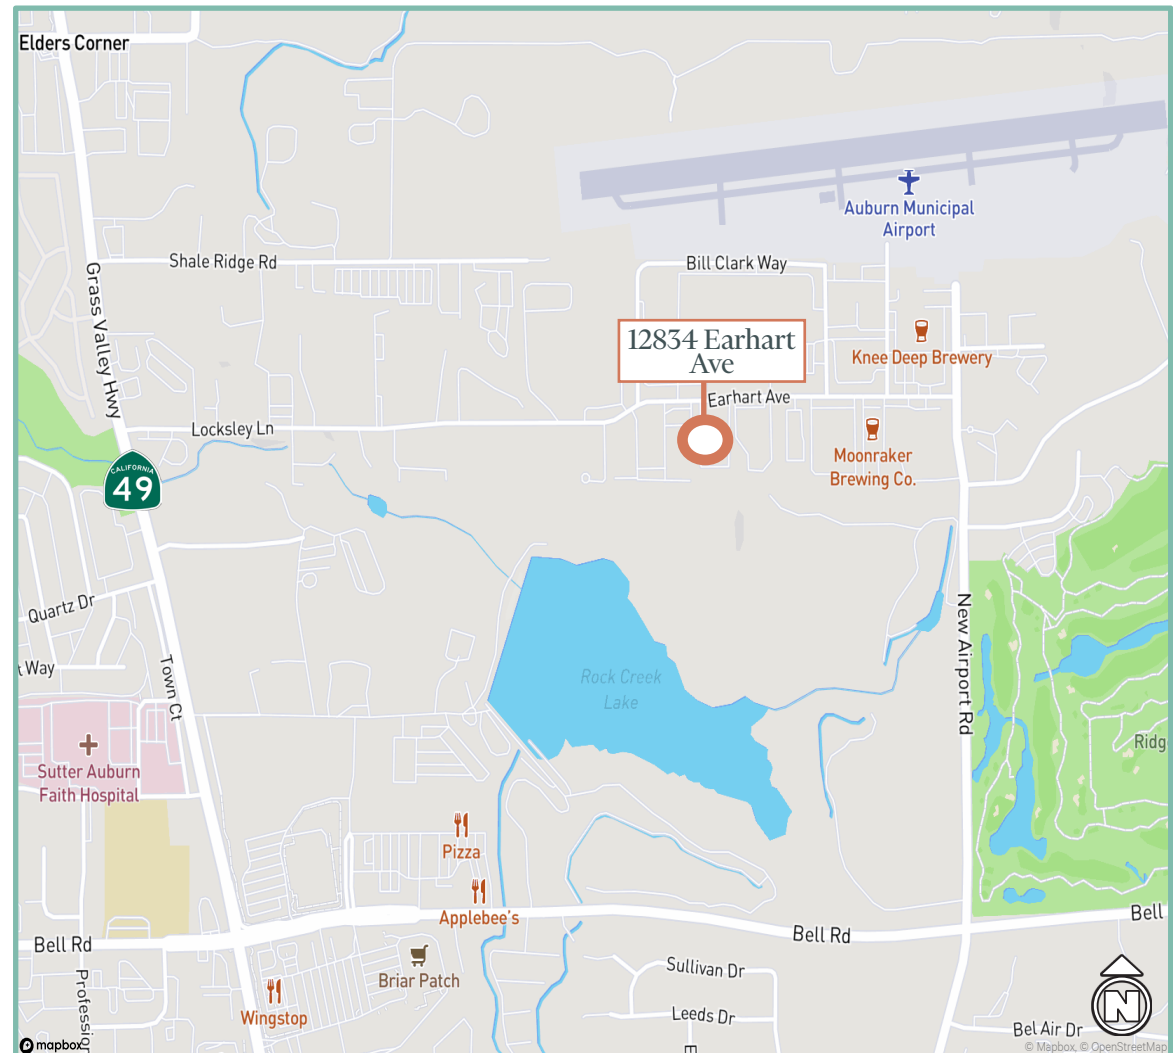 Elders Corner
Auburn Municipal
Airport
Shale Ridge Rd
Bill Clark Way
Grass Valley Hwy
12834 Earhart
Ave
Knee Deep Brewery
Earhart Ave
Locksley Ln
Moonraker
Brewing Co.
CALIFORNIA
49
Quartz Dr
New Airport Rd
t Way
Town Ct
Rock Creek
Lake
Ridg
Sutter Auburn
Faith Hospital
Pizza
Applebee's
Bell
Bell Rd
Bell Rd
Briar Patch
Sullivan Dr
Profession
Wingstop
Leeds Dr
N
Bel Air Dr
E
mapbox
© Mapbox, © OpenStreetMap